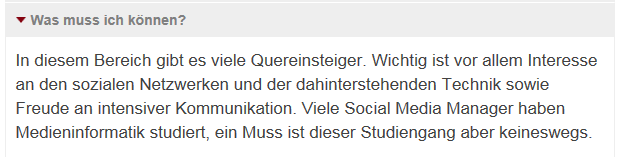 Was muss ich können?
In diesem Bereich gibt es viele Quereinsteiger. Wichtig ist vor allem Interesse
an den sozialen Netzwerken und der dahinterstehenden Technik sowie
Freude an intensiver Kommunikation. Viele Social Media Manager haben
Medieninformatik studiert, ein Muss ist dieser Studiengang aber keineswegs.